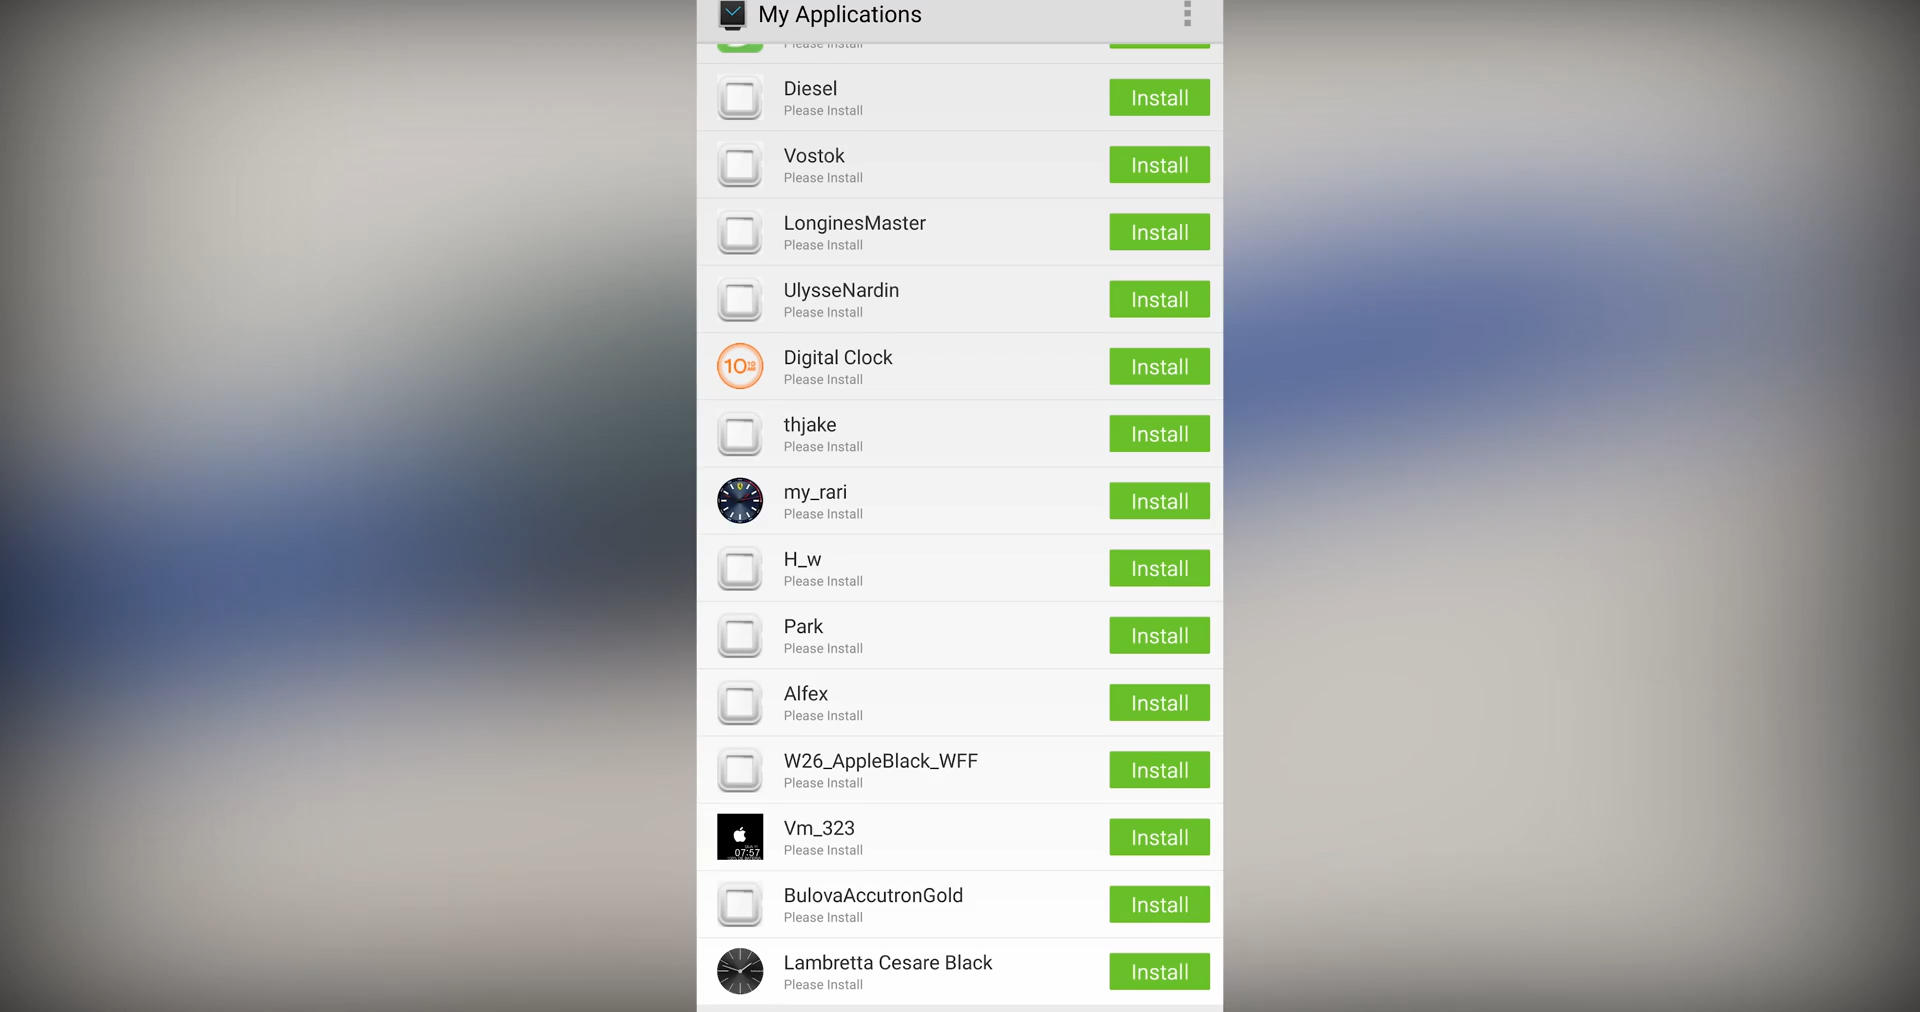 My Applications
Please Install
Diesel
Please Install
Install
Vostok
Please Install
Install
LonginesMaster
Please Install
Install
UlysseNardin
Please Install
Install
10
Digital Clock
Please Install
Install
thjake
Please Install
Install
my_rari
Please Install
Install
H_w
Please Install
Install
Park
Please Install
Install
Alfex
Please Install
Install
W26_AppleBlack_WFF
Please Install
Install
07:57
Vm_323
Please Install
Install
BulovaAccutronGold
Please Install
Install
Lambretta Cesare Black
Please Install
Install